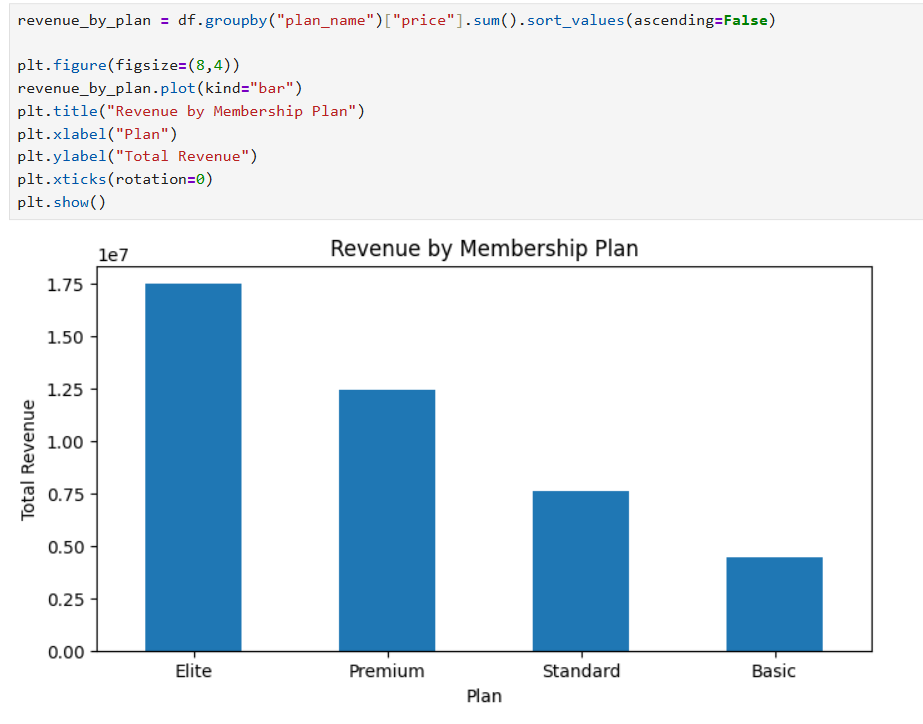 revenue_by_plan = df.groupby("plan_name")["price"].sum().sort_values(ascending=False)
plt.figure(figsize=(8,4))
revenue_by_plan.plot(kind="bar")
plt.title("Revenue by Membership Plan")
plt.xlabel("Plan")
plt.ylabel("Total Revenue")
plt.xticks(rotation=0)
plt.show()
Revenue by Membership Plan
1e7
1.75
1.50
1.25
1.00
0.75
0.50
0.25
0.00
Total Revenue
Elite Premium Standard Basic
Plan